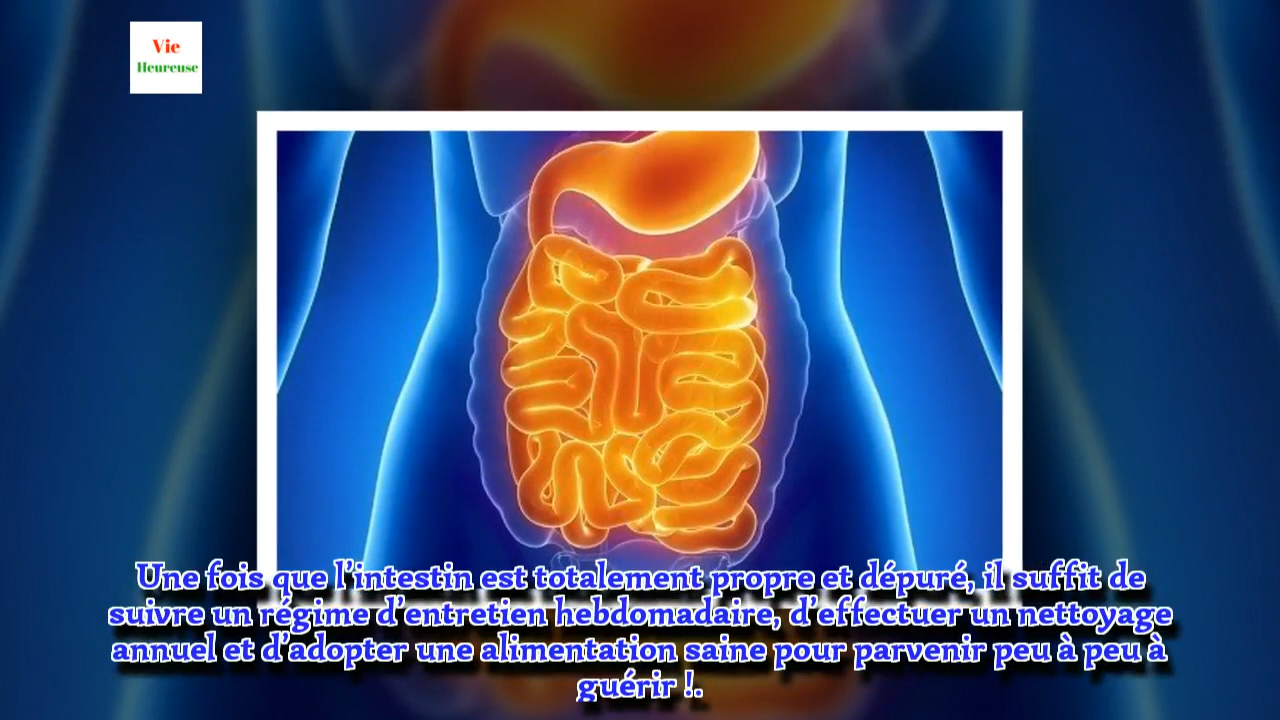 Vie
Heureuse
Une fois que l'intestin est totalement propre et dépuré, il suffit de
suivre un régime d'entretien hebdomadaire, d'effectuer un nettoyage
annuel et d'adopter une alimentation saine pour parvenir peu à peu à
guérir !.